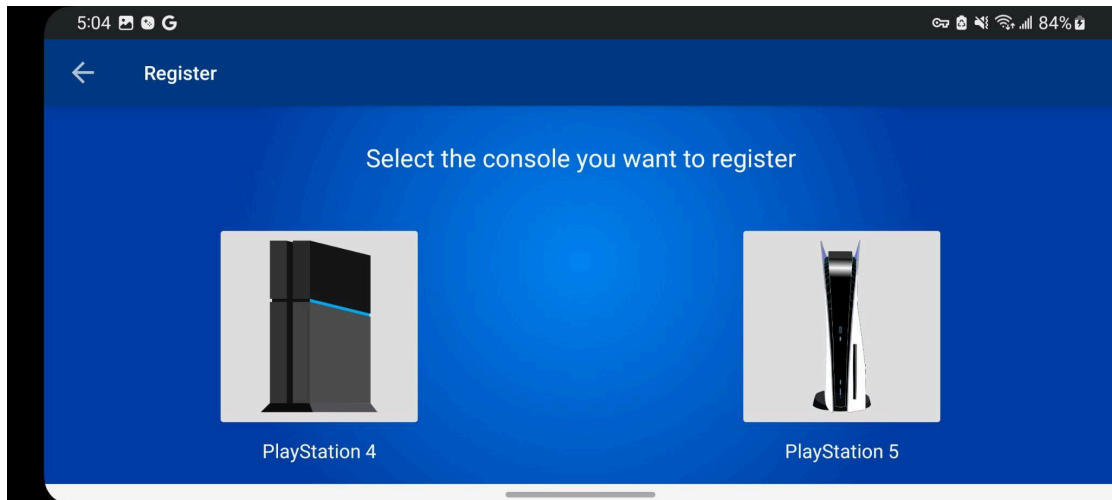 5:04 G 84%
Register
Select the console you want to register
PlayStation 4
PlayStation 5